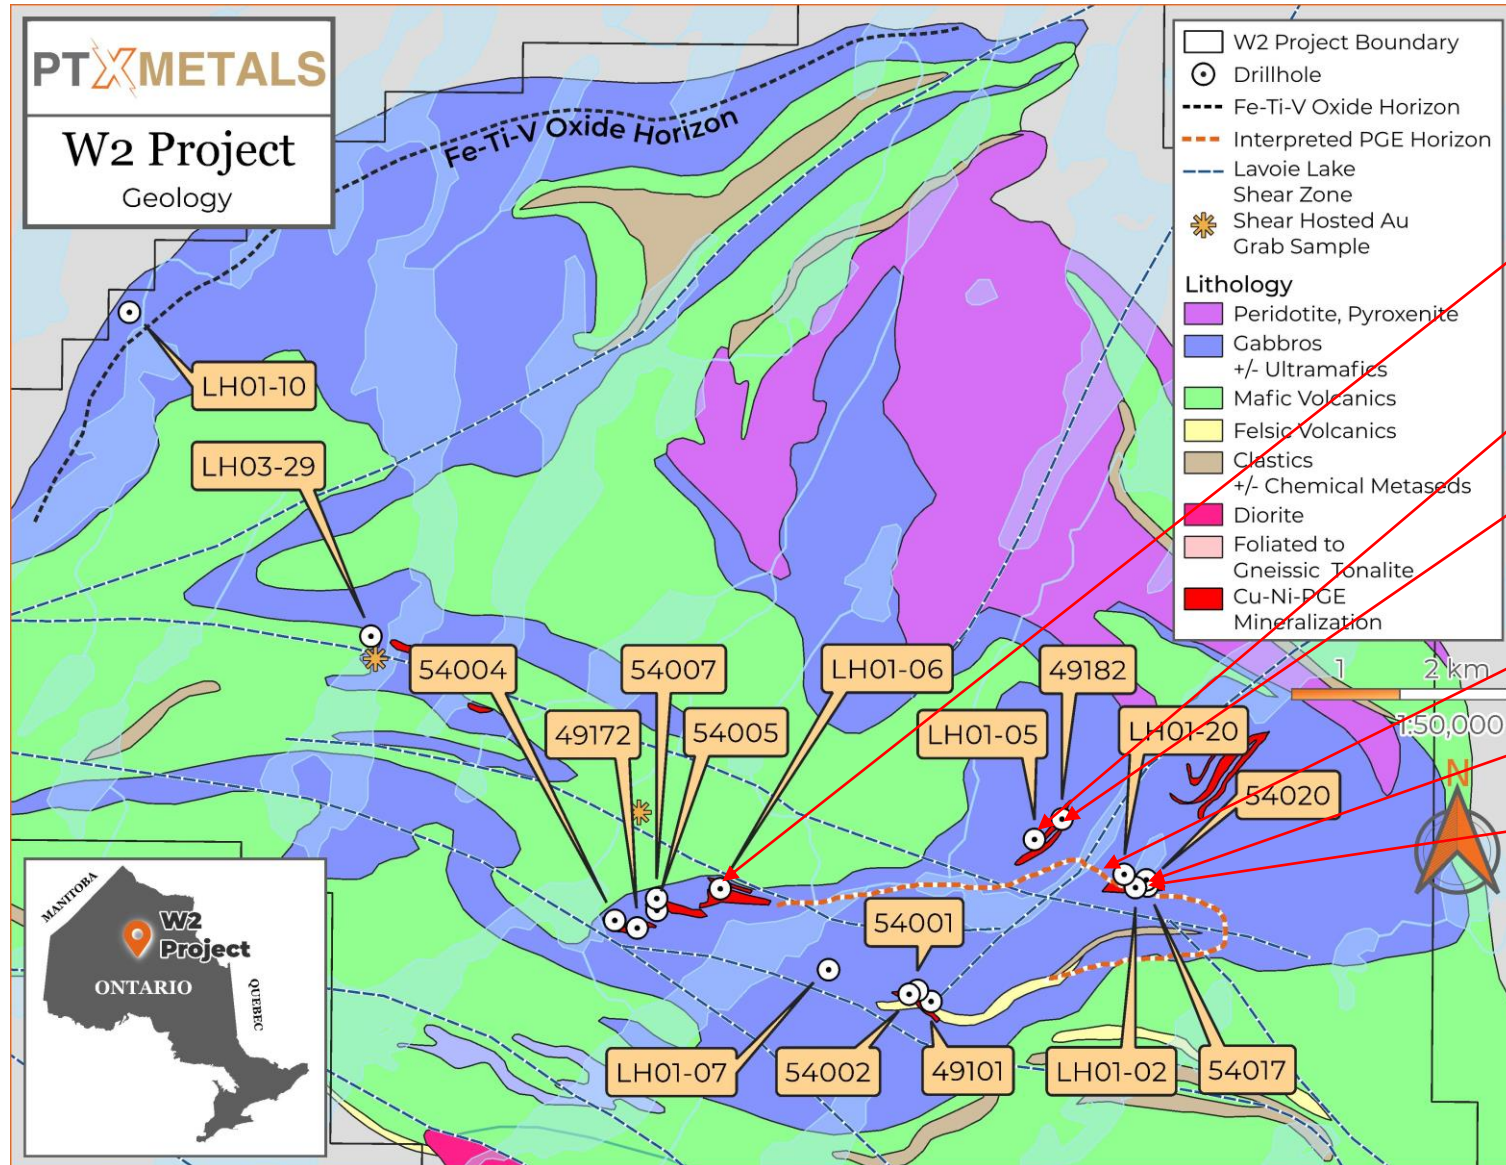 PTXMETALS
W2 Project
Geology
Fe-Ti-V Oxide Horizon
W2 Project Boundary
Drillhole
Fe-Ti-V Oxide Horizon
Interpreted PGE Horizon
Lavoie Lake
Shear Zone
Shear Hosted Au
Grab Sample
Lithology
Peridotite, Pyroxenite
Gabbros
+/- Ultramafics
Mafic Volcanics
Felsic Volcanics
Clastics
+/- Chemical Metaseds
Diorite
Foliated to
Gneissic Tonalite
Cu-Ni-PGE
Mineralization
1 2 km
1:50,000
N
LH01-10
LH03-29
54004
54007
LH01-06
49182
49172
54005
LH01-05
LH01-20
54020
54001
LH01-07
54002
49101
LH01-02
54017
MANITOBA
W2
Project
ONTARIO
QUEBEC